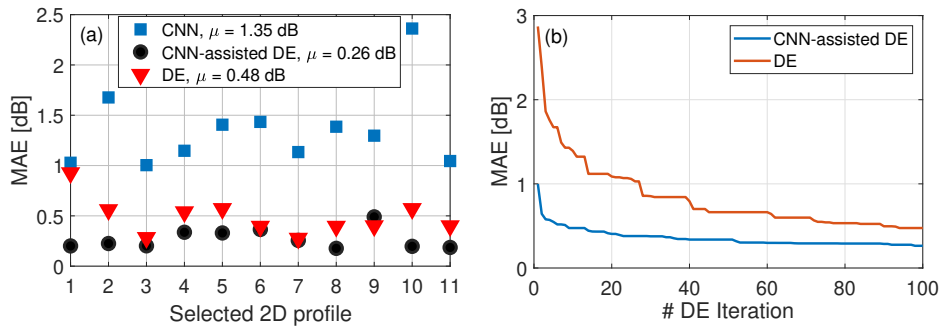 (a)
CNN, μ = 1.35 dB
CNN-assisted DE, μ = 0.26 dB
DE, μ = 0.48 dB
MAE [dB]
2.5
2
1.5
1
0.5
0
1 2 3 4 5 6 7 8 9 10 11
Selected 2D profile
(b)
CNN-assisted DE
DE
MAE [dB]
3
2
1
0
0 20 40 60 80 100
# DE Iteration